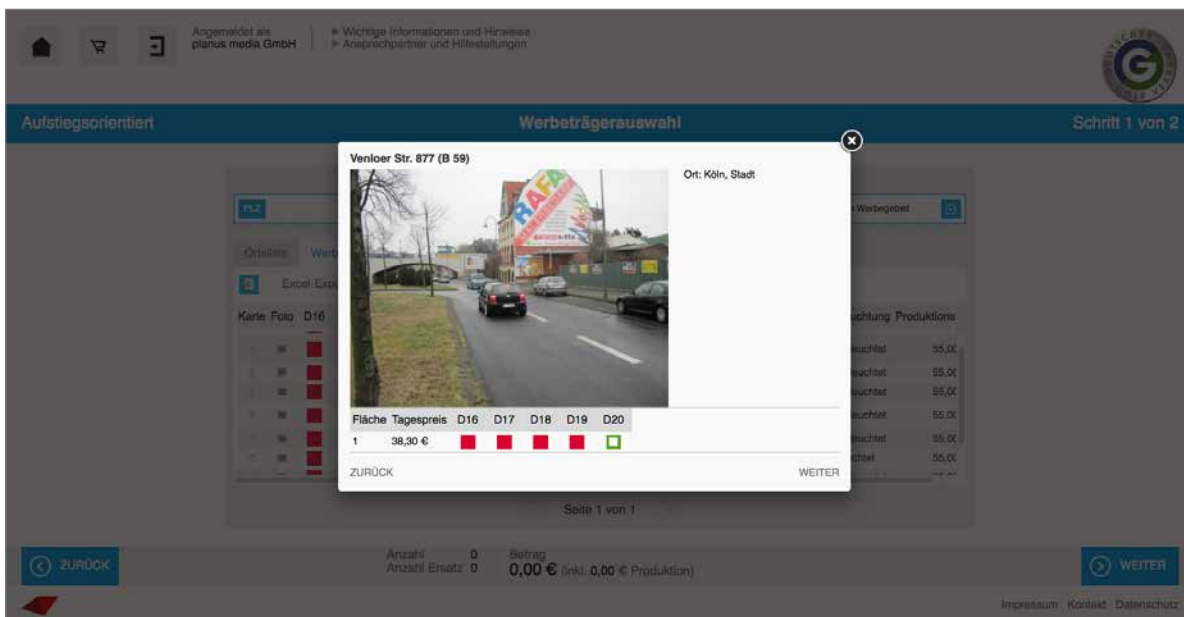 Angemeldet als
planus media GmbH
Wichtige Informationen und Hinweise
Ansprechpartner und Hilfestellungen
Aufstiegsorientiert
Werbeträgerauswahl
Schritt 1 von 2
Venloer Str. 877 (B 59)
Ort: Köln, Stadt
RAFA
PLZ
Werbegebiet
Ortsliste
Excel-Expo
Karte Foto D16
uchtung Produktions
euchtet 55,0
euchtet 55,0
euchtet 55,0
euchtet 55,0
euchtet 55,0
chtet 55,0
Fläche Tagespreis D16 D17 D18 D19 D20
1 38,30 €
ZURÜCK
WEITER
Seite 1 von 1
ZURÜCK
Anzahl 0
Anzahl Ersatz 0
Betrag
0,00 € (inkl. 0,00 € Produktion)
WEITER
Impressum Kontakt Datenschutz